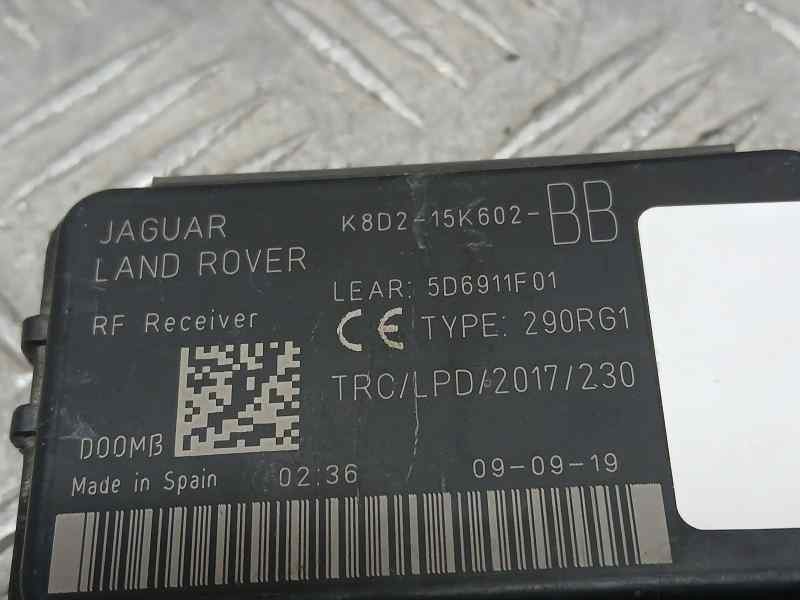 JAGUAR
LAND ROVER
K8D2-15K602-BB
LEAR: 5D6911F01
RF Receiver
CE TYPE: 290RG1
TRC/LPD/2017/230
D00MB
Made in Spain 02:36 09-09-19